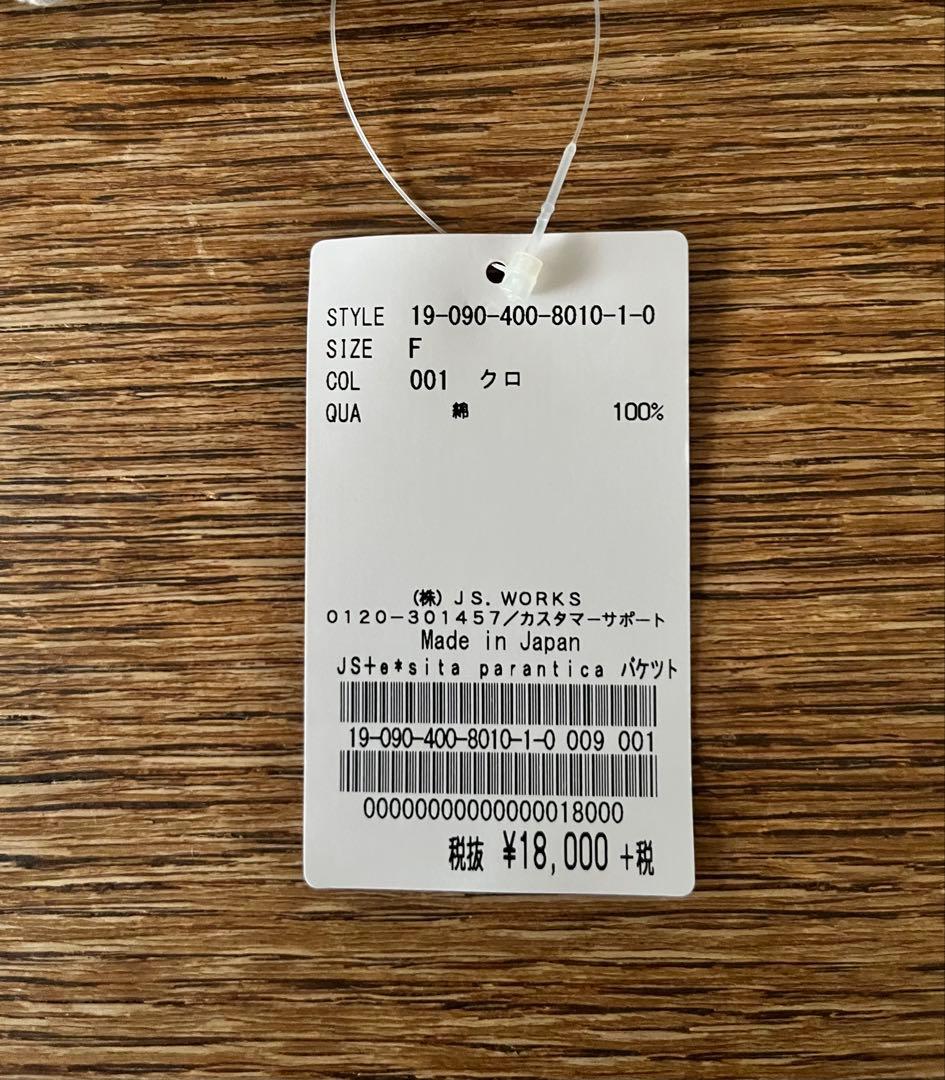 STYLE 19-090-400-8010-1-0
SIZE F
COL 001 クロ
QUA 綿 100%
(株) JS. WORKS
0120-301457/カスタマーサポート
Made in Japan
JS+e*sita parantica バケツト
19-090-400-8010-1-0 009 001
00000000000000018000
税抜 ¥18,000 +税